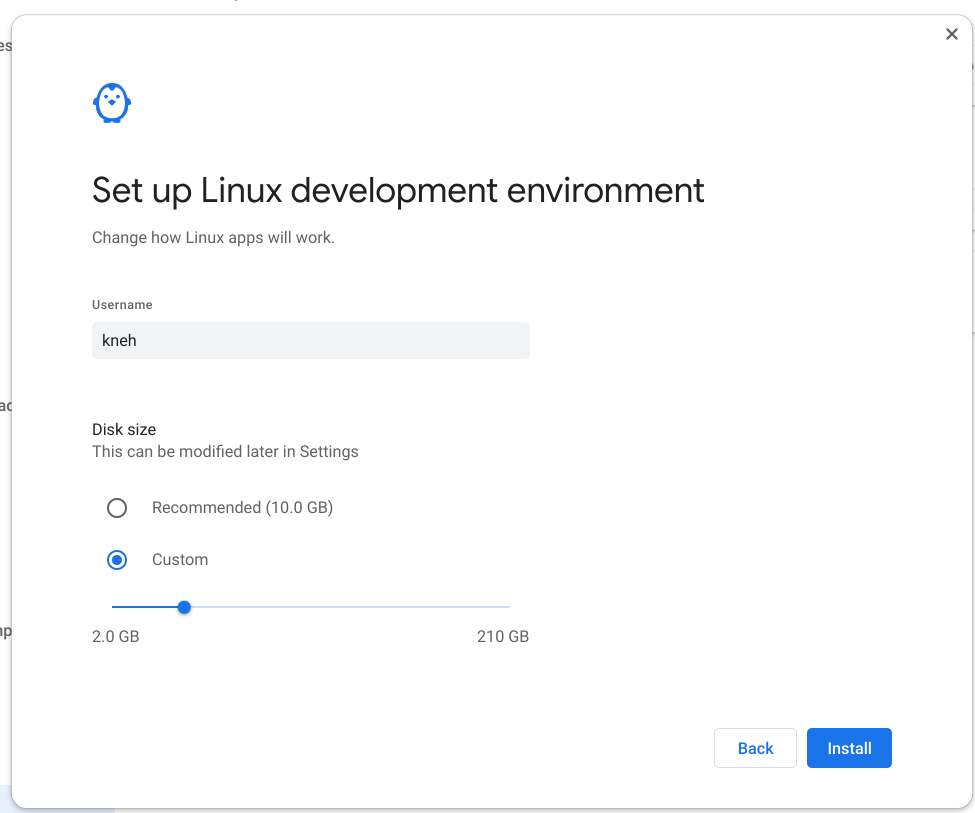 Set up Linux development environment
Change how Linux apps will work.
Username
kneh
Disk size
This can be modified later in Settings
Recommended (10.0 GB)
Custom
2.0 GB 210 GB
Back Install